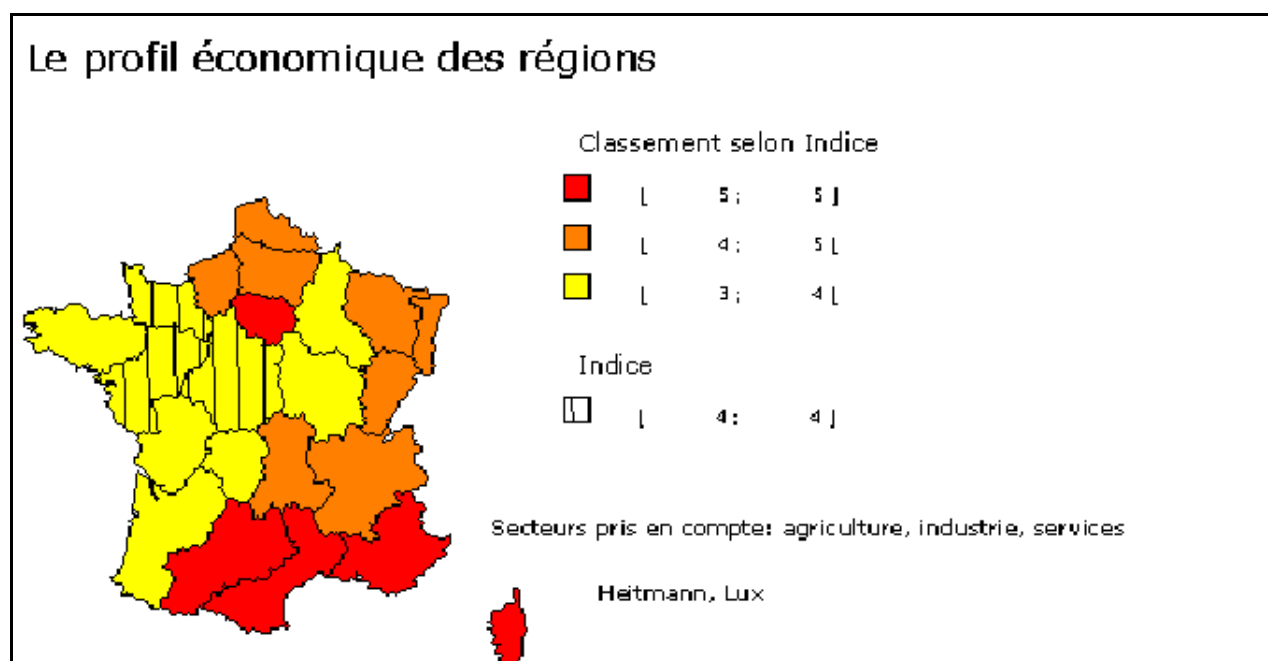 Le profil économique des régions
Classement selon Indice
[ 5 ; 5 ]
[ 4 ; 5 [
[ 3 ; 4 [
Indice
[ 4 ; 4 ]
Secteurs pris en compte: agriculture, industrie, services
Heitmann, Lux